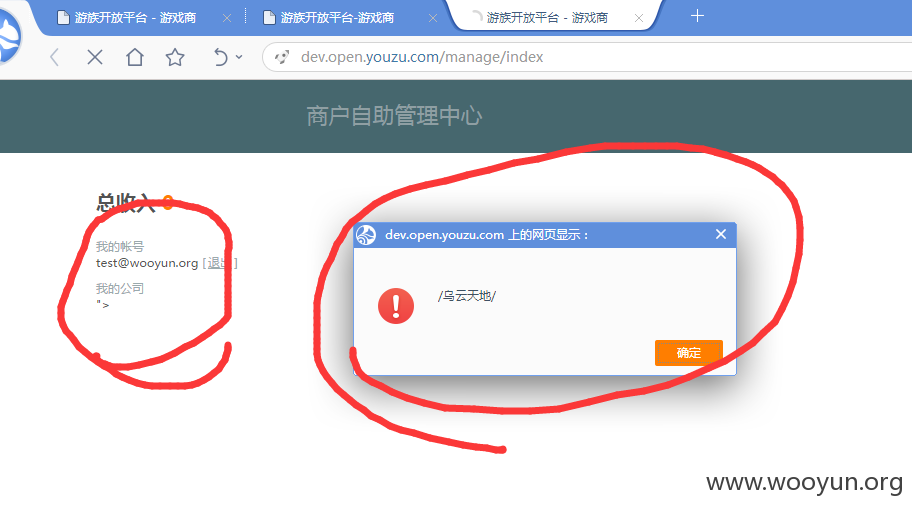 游族开放平台 - 游戏商
游族开放平台-游戏商
游族开放平台 - 游戏商
dev.open.youzu.com/manage/index
商户自助管理中心
总收入 0
我的帐号
test@wooyun.org [退出]
我的公司
">
dev.open.youzu.com 上的网页显示：
/乌云天地/
确定
www.wooyun.org